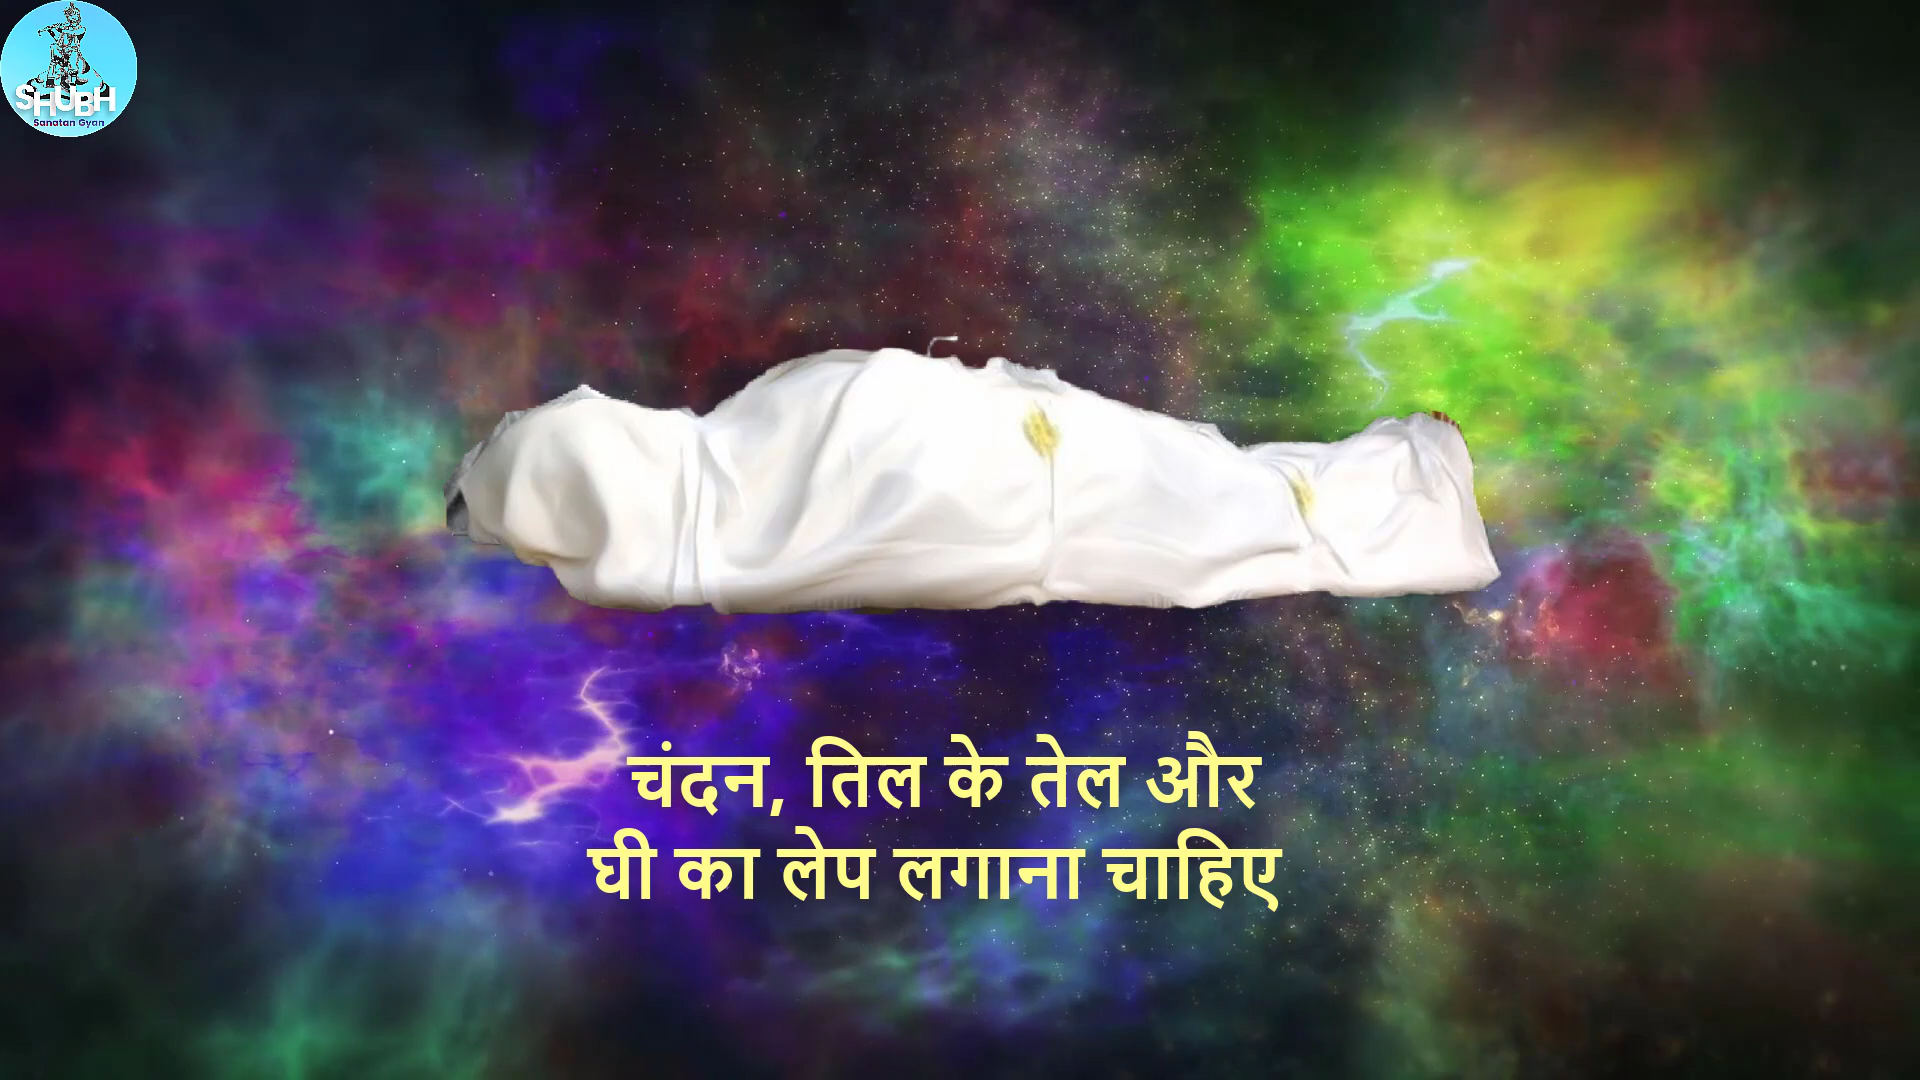 SHUBH
Sanatan Gyan
चंदन, तिल के तेल और
घी का लेप लगाना चाहिए